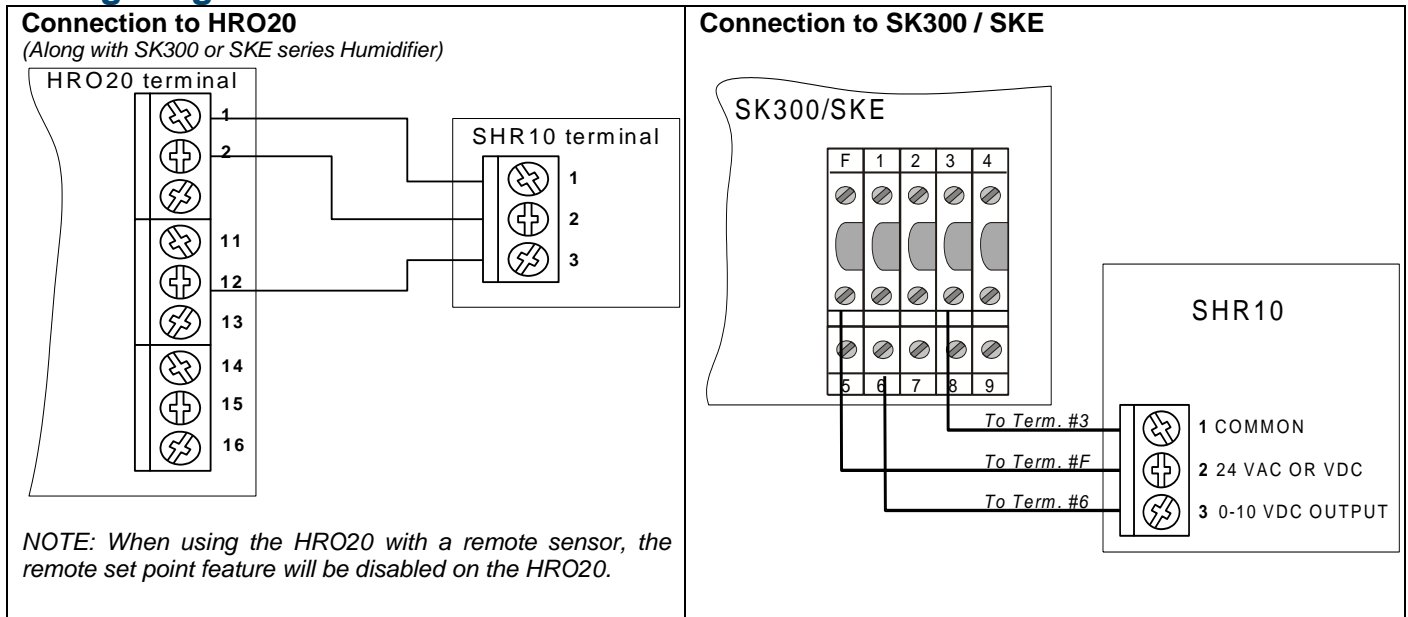 Connection to HRO20
(Along with SK300 or SKE series Humidifier)
HRO20 terminal
1
2
11
12
13
14
15
16
SHR10 terminal
1
2
3
NOTE: When using the HRO20 with a remote sensor, the
remote set point feature will be disabled on the HRO20.
Connection to SK300 / SKE
SK300/SKE
F 1 2 3 4
5 6 7 8 9
SHR10
To Term. #3
To Term. #F
To Term. #6
1 COMMON
2 24 VAC OR VDC
3 0-10 VDC OUTPUT